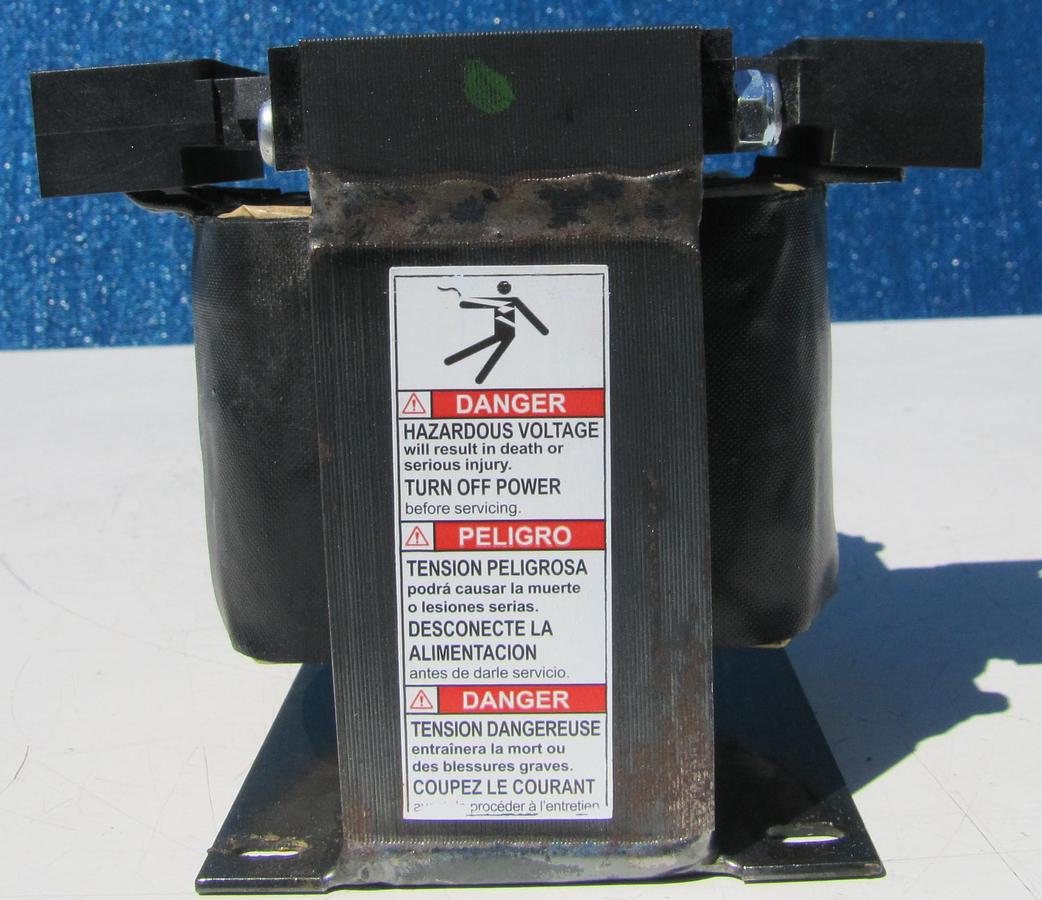 DANGER
HAZARDOUS VOLTAGE
will result in death or
serious injury.
TURN OFF POWER
before servicing.
PELIGRO
TENSION PELIGROSA
podrá causar la muerte
o lesiones serias.
DESCONECTE LA
ALIMENTACION
antes de darle servicio.
DANGER
TENSION DANGEREUSE
entraînera la mort ou
des blessures graves.
COUPEZ LE COURANT
procéder à l'entretien